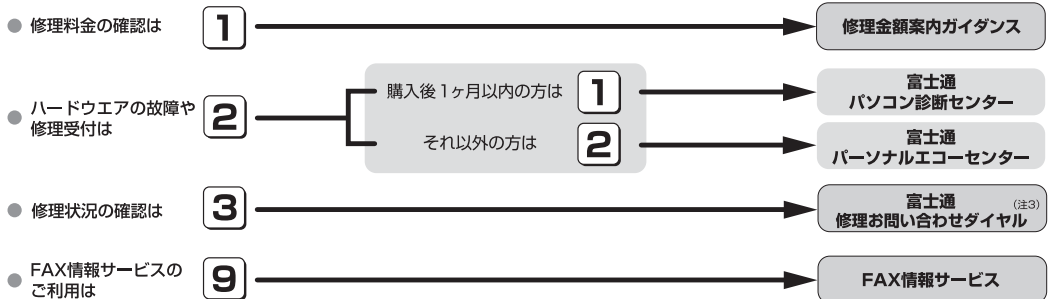 ● 修理料金の確認は 1 修理金額案内ガイダンス
● ハードウエアの故障や
修理受付は 2
購入後1ヶ月以内の方は 1
富士通
パソコン診断センター
それ以外の方は 2
富士通
パーソナルエコーセンター
● 修理状況の確認は 3
富士通 (注3)
修理お問い合わせダイヤル
● FAX情報サービスの
ご利用は 9
FAX情報サービス